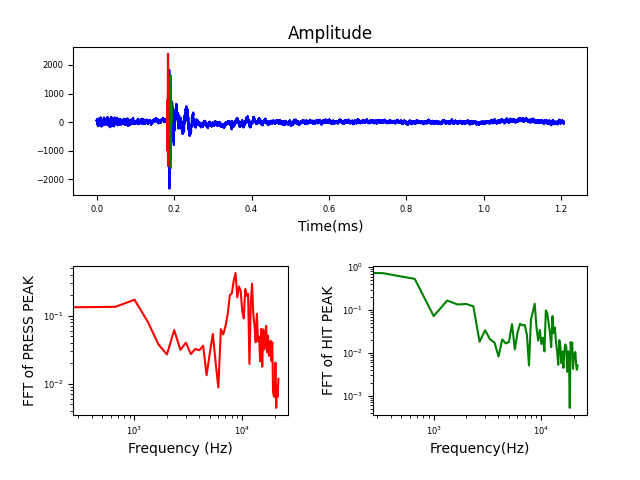 Amplitude
2000
1000
0
−1000
−2000
0.0 0.2 0.4 0.6 0.8 1.0 1.2
Time(ms)
FFT of PRESS PEAK
10⁻¹
10⁻²
10³ 10⁴
Frequency (Hz)
FFT of HIT PEAK
10⁰
10⁻¹
10⁻²
10⁻³
10³ 10⁴
Frequency(Hz)